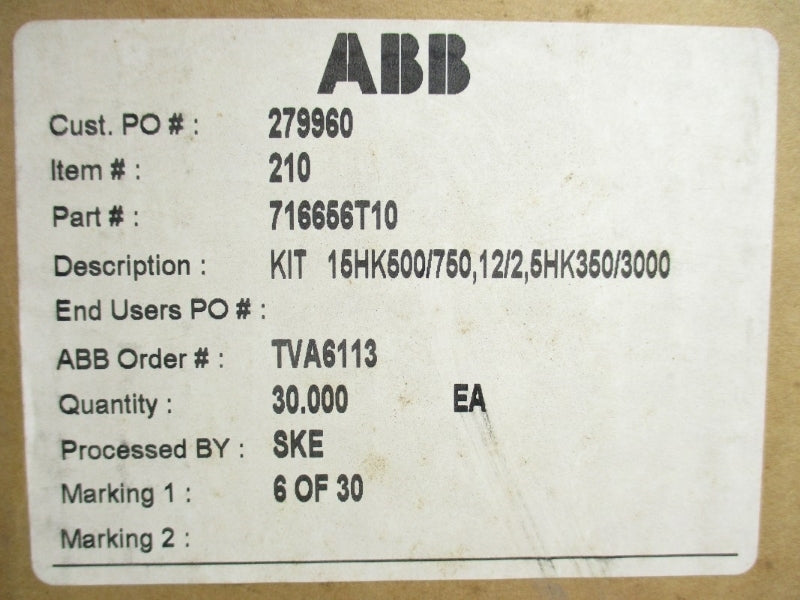 ABB
Cust. PO # : 279960
Item # : 210
Part # : 716656T10
Description : KIT 15HK500/750,12/2,5HK350/3000
End Users PO # :
ABB Order # : TVA6113
Quantity : 30.000 EA
Processed BY : SKE
Marking 1 : 6 OF 30
Marking 2 :